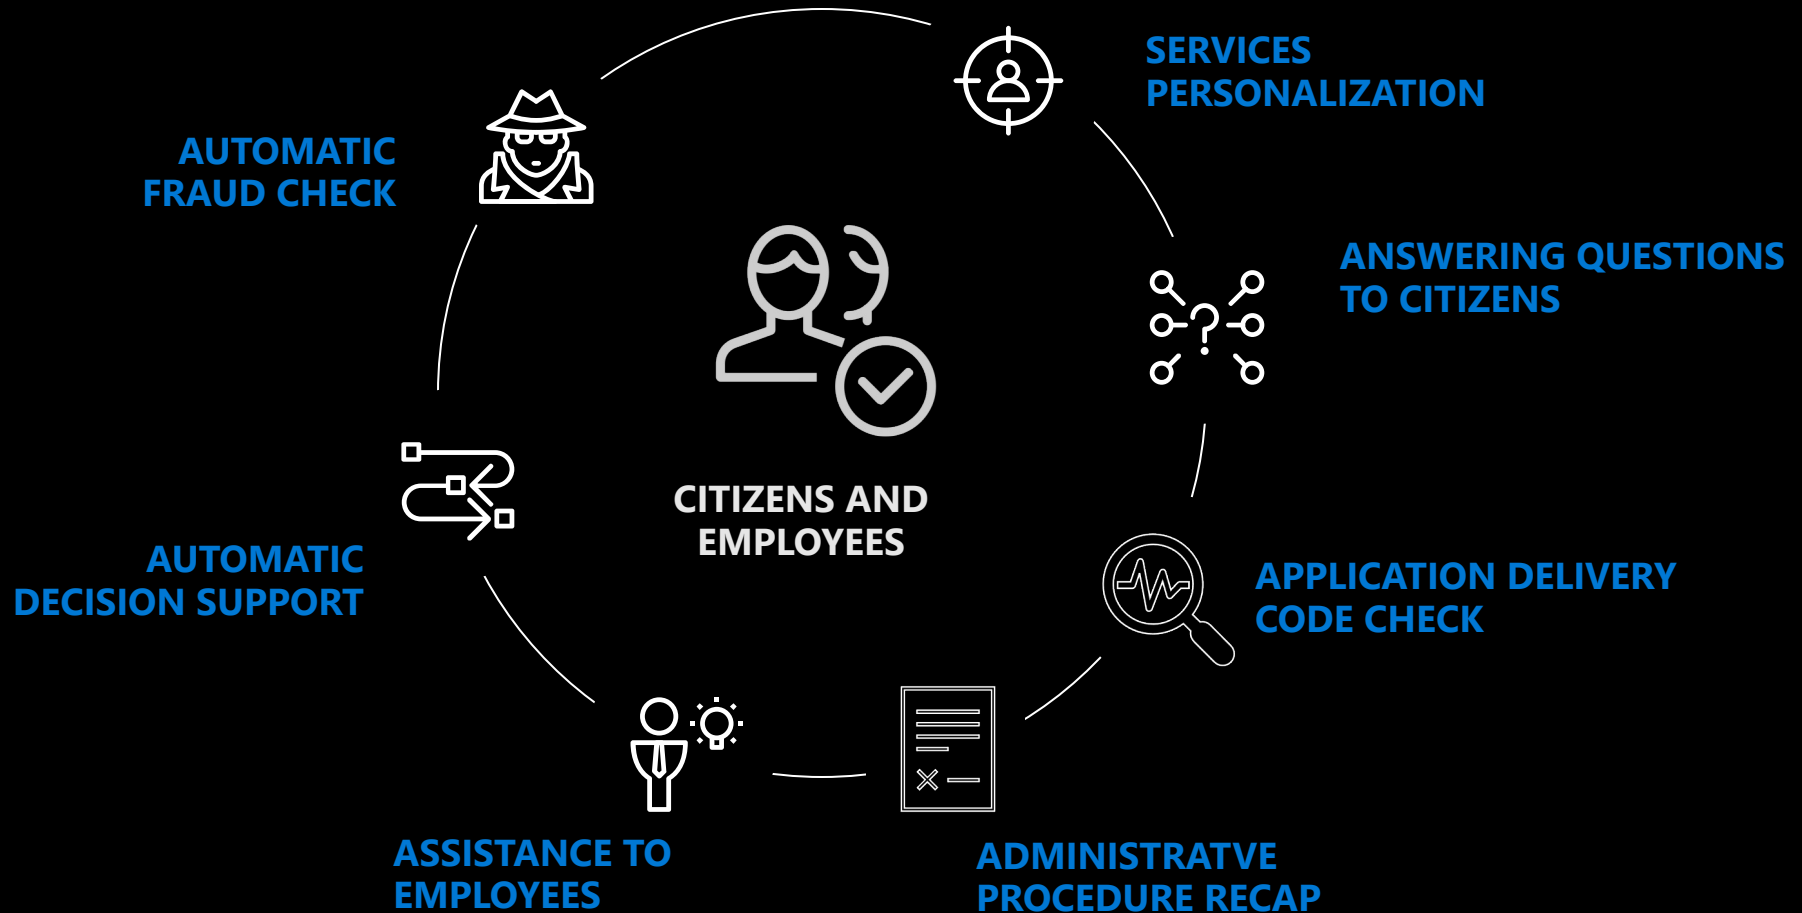 SERVICES
PERSONALIZATION
AUTOMATIC
FRAUD CHECK
ANSWERING QUESTIONS
TO CITIZENS
CITIZENS AND
EMPLOYEES
AUTOMATIC
DECISION SUPPORT
APPLICATION DELIVERY
CODE CHECK
ASSISTANCE TO
EMPLOYEES
ADMINISTRATVE
PROCEDURE RECAP